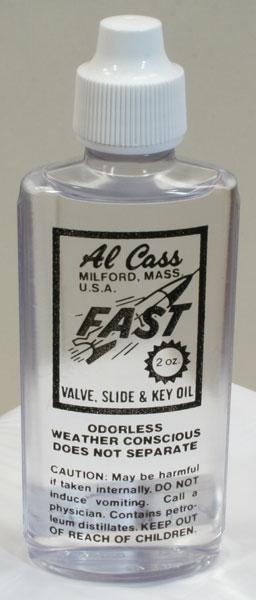 Al Cass
MILFORD, MASS.
U.S.A.
FAST
2 oz.
VALVE, SLIDE & KEY OIL
ODORLESS
WEATHER CONSCIOUS
DOES NOT SEPARATE
CAUTION: May be harmful
if taken internally. DO NOT
induce vomiting. Call a
physician. Contains petro-
leum distillates. KEEP OUT
OF REACH OF CHILDREN.